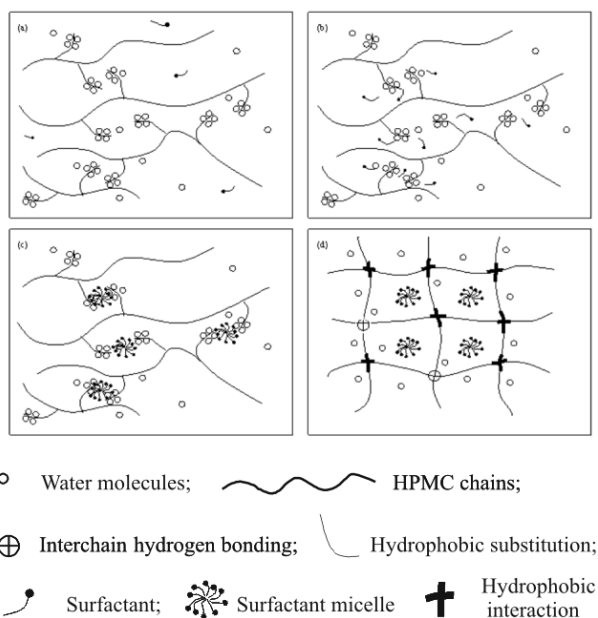 (a)
(b)
(c)
(d)
Water molecules;
HPMC chains;
Interchain hydrogen bonding;
Hydrophobic substitution;
Surfactant;
Surfactant micelle
Hydrophobic
interaction